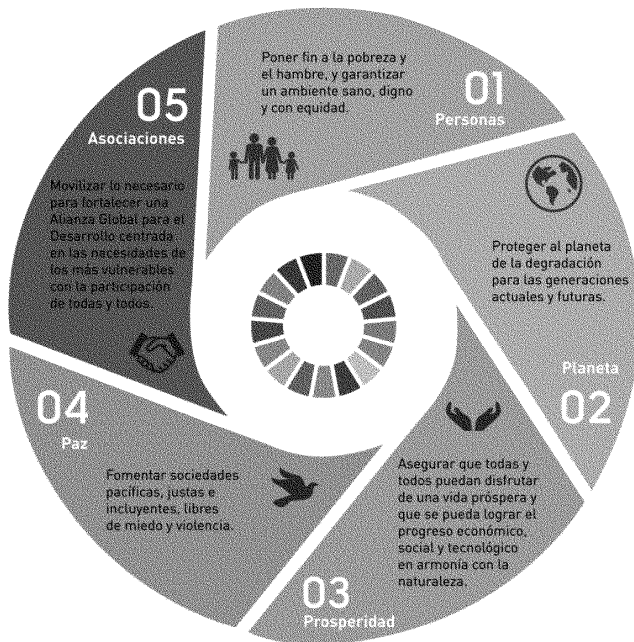 Poner fin a la pobreza y
el hambre, y garantizar
un ambiente sano, digno
y con equidad.
01
Personas
Proteger al planeta
de la degradación
para las generaciones
actuales y futuras.
Planeta
02
Asegurar que todas y
todos puedan disfrutar
de una vida próspera y
que se pueda lograr el
progreso económico,
social y tecnológico
en armonía con la
naturaleza.
03
Prosperidad
04
Paz
Fomentar sociedades
pacíficas, justas e
incluyentes, libres
de miedo y violencia.
05
Asociaciones
Movilizar lo necesario
para fortalecer una
Alianza Global para el
Desarrollo centrada
en las necesidades de
los más vulnerables
con la participación
de todas y todos.